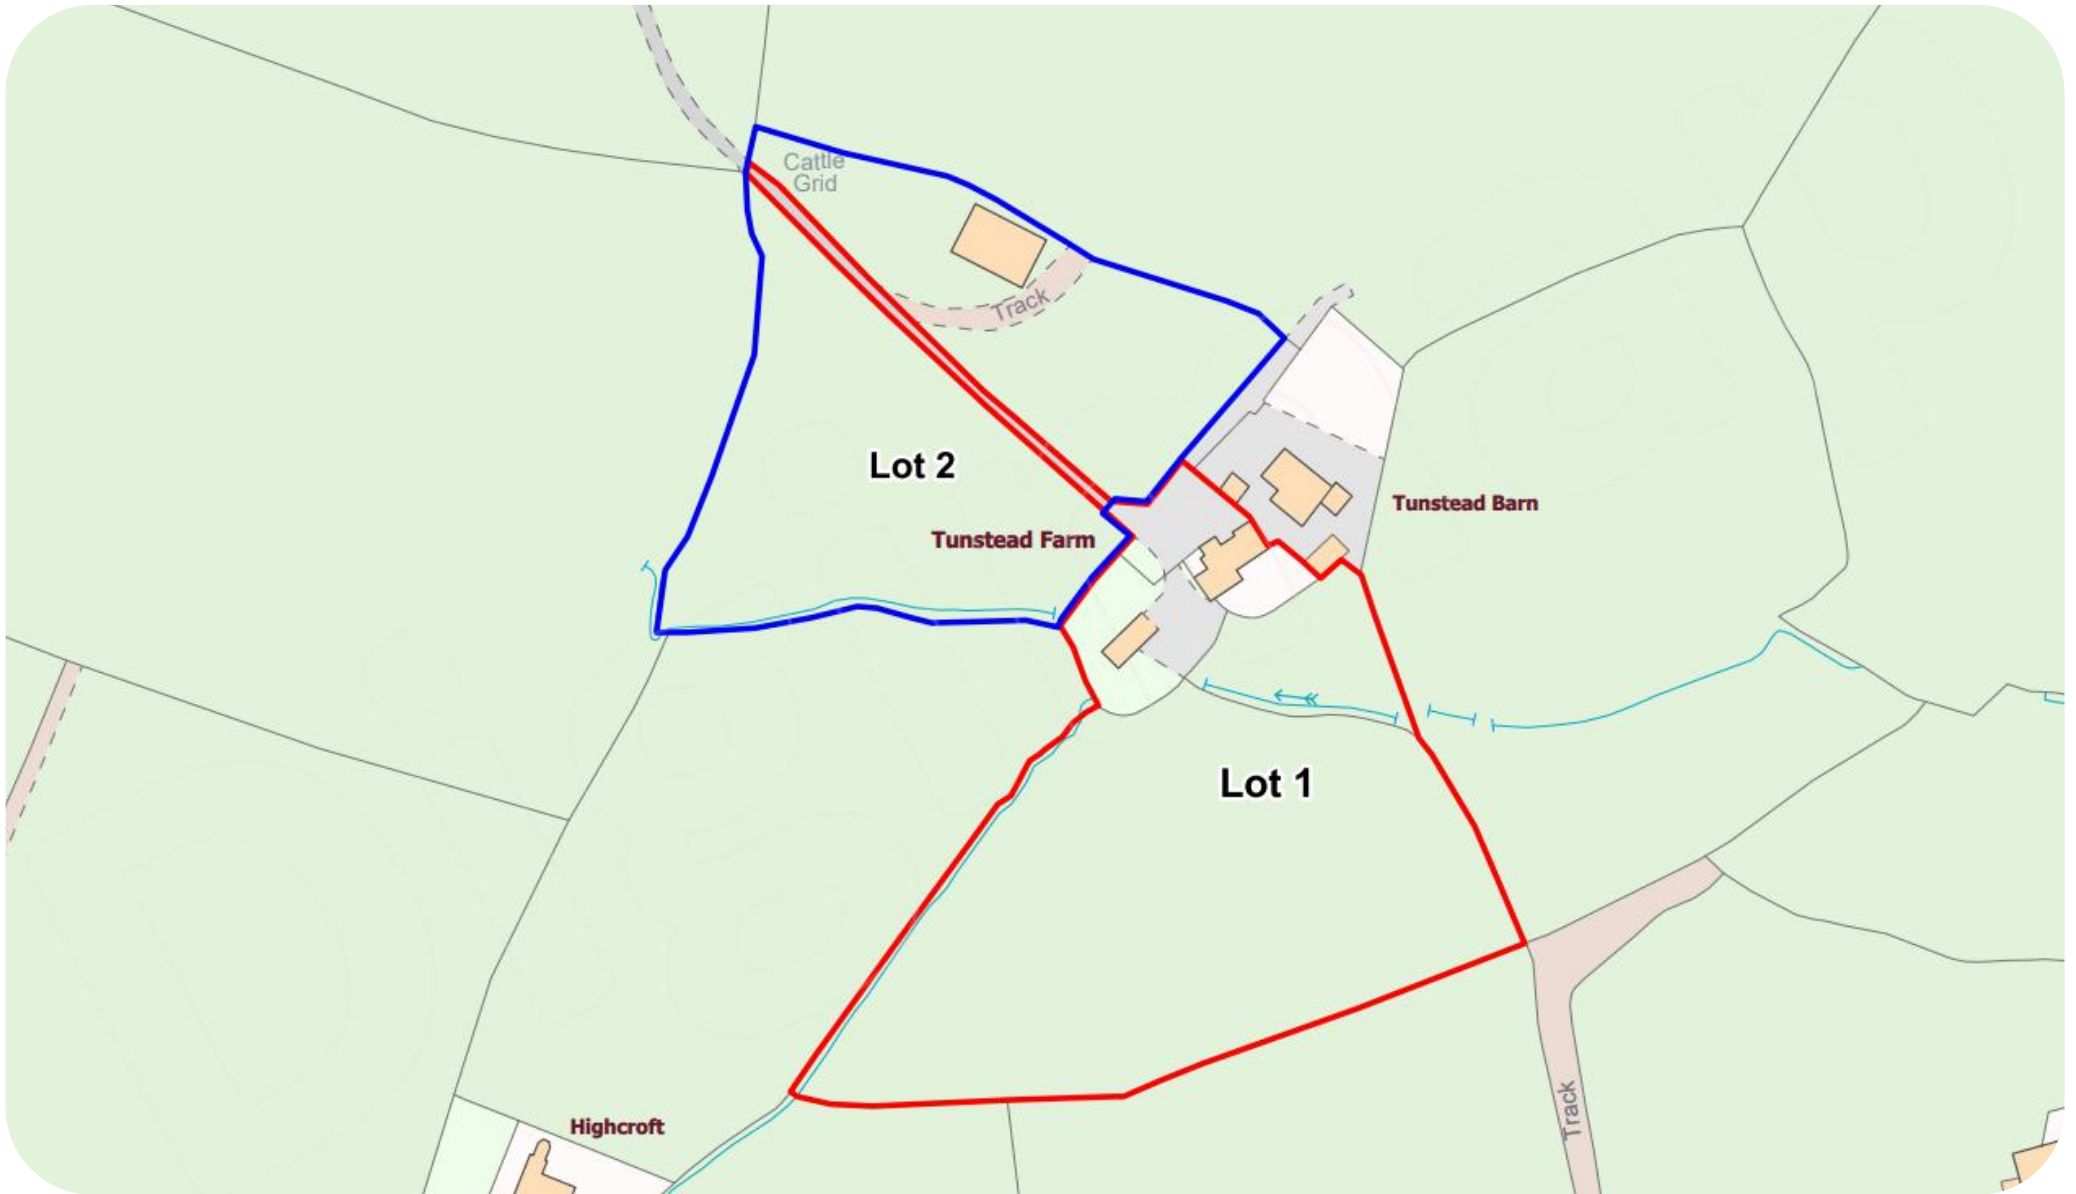 Cattle
Grid
Track
Lot 2
Tunstead Barn
Tunstead Farm
Lot 1
Track
Highcroft